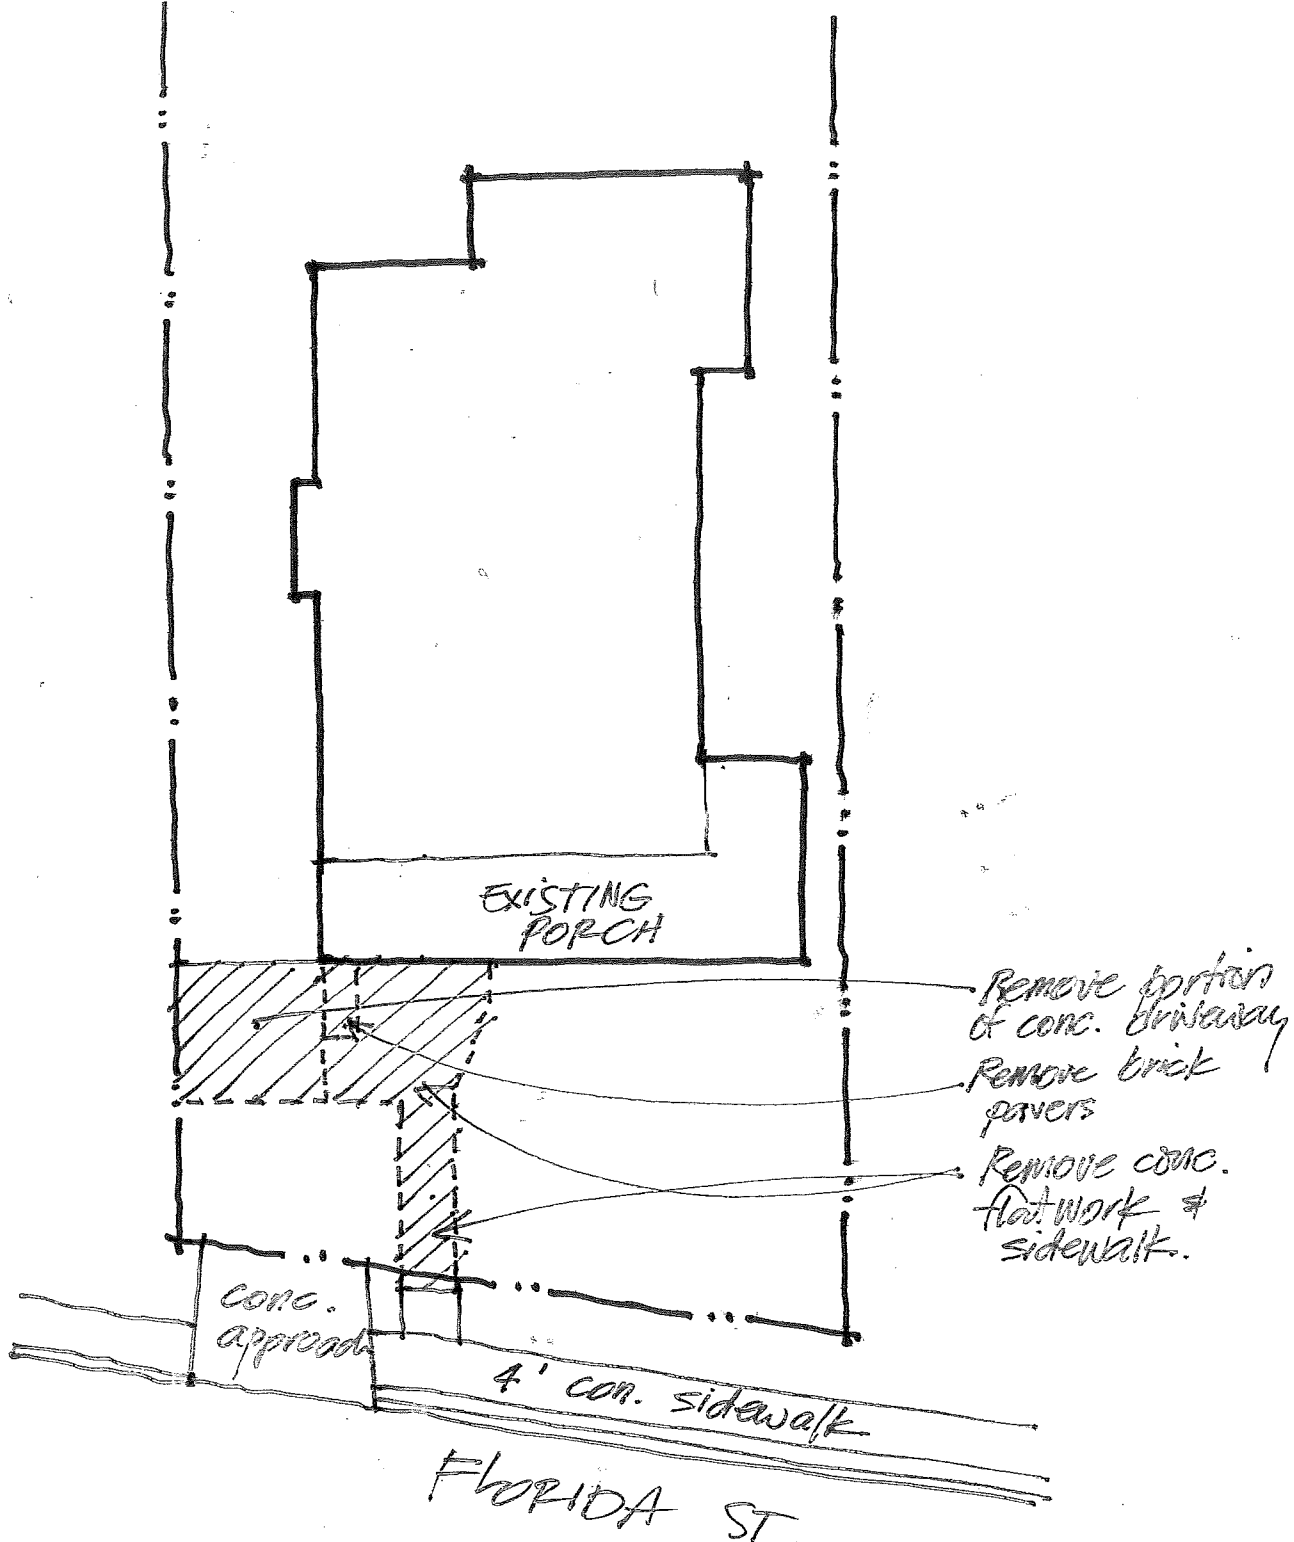 EXISTING
PORCH
Remove portion
of conc. driveway
Remove brick
pavers
Remove conc.
flatwork &
sidewalk.
conc.
approach
4' con. sidewalk
FLORIDA ST